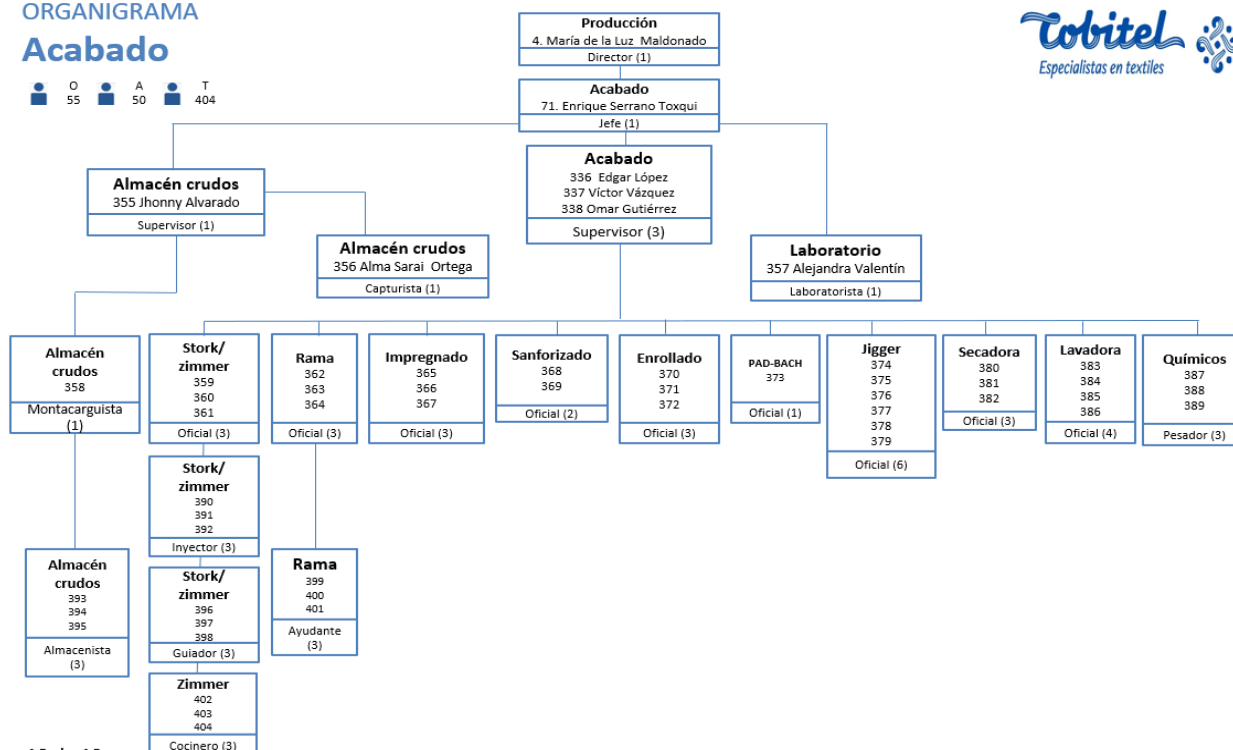 ORGANIGRAMA
Acabado
O
55
A
50
T
404
Tobitel
Especialistas en textiles
Producción
4. María de la Luz Maldonado
Director (1)
Acabado
71. Enrique Serrano Toxqui
Jefe (1)
Almacén crudos
355 Jhonny Alvarado
Supervisor (1)
Acabado
336 Edgar López
337 Víctor Vázquez
338 Omar Gutiérrez
Supervisor (3)
Almacén crudos
356 Alma Sarai Ortega
Capturista (1)
Laboratorio
357 Alejandra Valentín
Laboratorista (1)
Almacén
crudos
358
Montacarguista
(1)
Stork/
zimmer
359
360
361
Oficial (3)
Rama
362
363
364
Oficial (3)
Impregnado
365
366
367
Oficial (3)
Sanforizado
368
369
Oficial (2)
Enrollado
370
371
372
Oficial (3)
PAD-BACH
373
Oficial (1)
Jigger
374
375
376
377
378
379
Oficial (6)
Secadora
380
381
382
Oficial (3)
Lavadora
383
384
385
386
Oficial (4)
Químicos
387
388
389
Pesador (3)
Stork/
zimmer
390
391
392
Inyector (3)
Almacén
crudos
393
394
395
Almacenista
(3)
Stork/
zimmer
396
397
398
Guiador (3)
Rama
399
400
401
Ayudante
(3)
Zimmer
402
403
404
Cocinero (3)